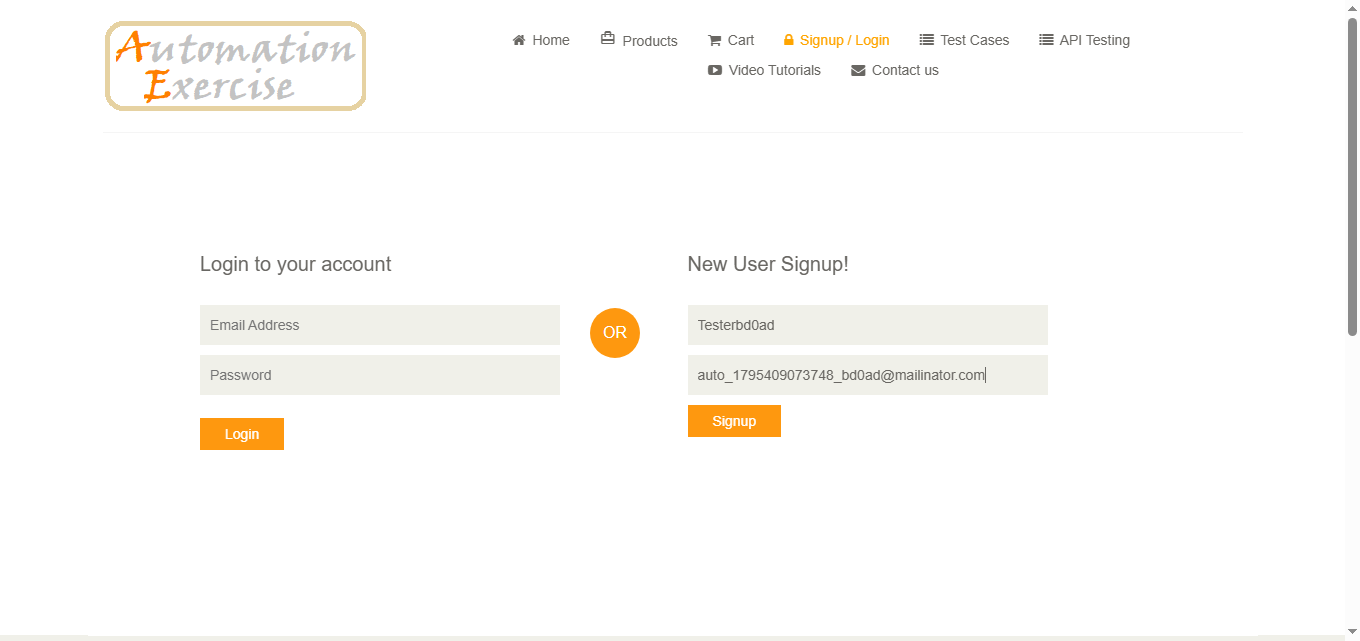 Automation
Exercise
Home Products Cart Signup / Login Test Cases API Testing
Video Tutorials Contact us
Login to your account
Email Address
Password
Login
OR
New User Signup!
Testerbd0ad
auto_1795409073748_bd0ad@mailinator.com
Signup